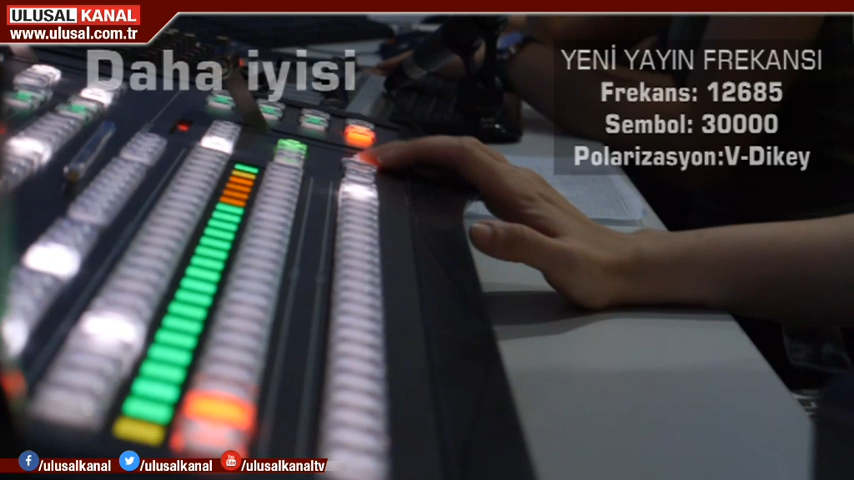 ULUSAL KANAL
www.ulusal.com.tr
Daha iyisi
YENİ YAYIN FREKANSI
Frekans: 12685
Sembol: 30000
Polarizasyon:V-Dikey
/ulusalkanal
/ulusalkanal
/ulusalkanaltv